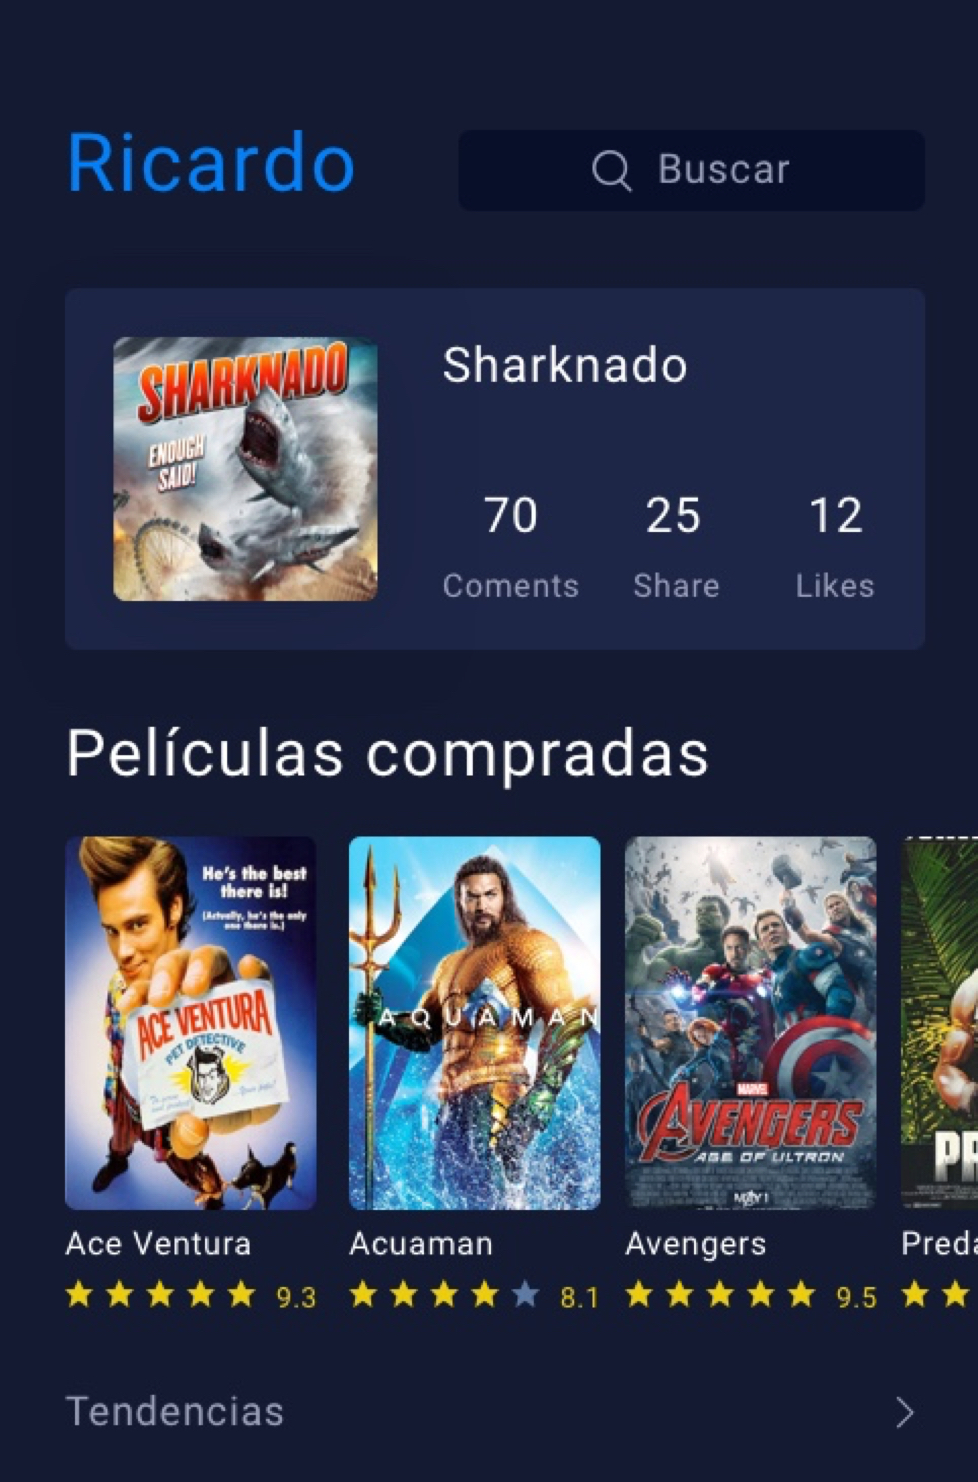 Ricardo
Buscar
SHARKNADO
ENOUGH
SAID!
Sharknado
70 25 12
Coments Share Likes
Películas compradas
He's the best
there is!
(Actually, he's the only
one there is.)
ACE VENTURA
PET DETECTIVE
AQUAMAN
MARVEL
AVENGERS
AGE OF ULTRON
MAY 1
PR
Ace Ventura Acuaman Avengers Preda
9.3 8.1 9.5
Tendencias